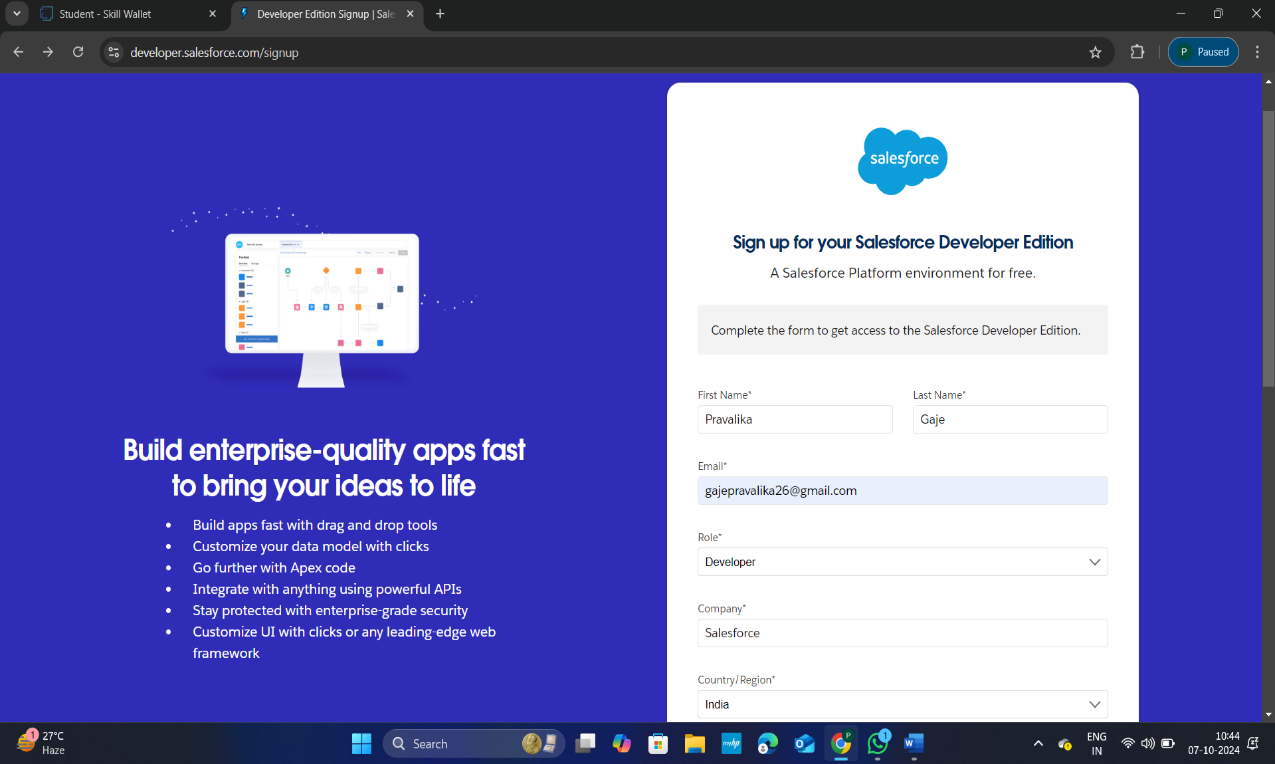 Student - Skill Wallet
Developer Edition Signup | Sale
developer.salesforce.com/signup
P Paused
salesforce
Sign up for your Salesforce Developer Edition
A Salesforce Platform environment for free.
Complete the form to get access to the Salesforce Developer Edition.
First Name* Last Name*
Pravalika Gaje
Email*
gajepravalika26@gmail.com
Role*
Developer
Company*
Salesforce
Country/Region*
India
Build enterprise-quality apps fast
to bring your ideas to life
• Build apps fast with drag and drop tools
• Customize your data model with clicks
• Go further with Apex code
• Integrate with anything using powerful APIs
• Stay protected with enterprise-grade security
• Customize UI with clicks or any leading-edge web
framework
1 27°C
Haze
Search
P
1
ENG
IN
10:44
07-10-2024